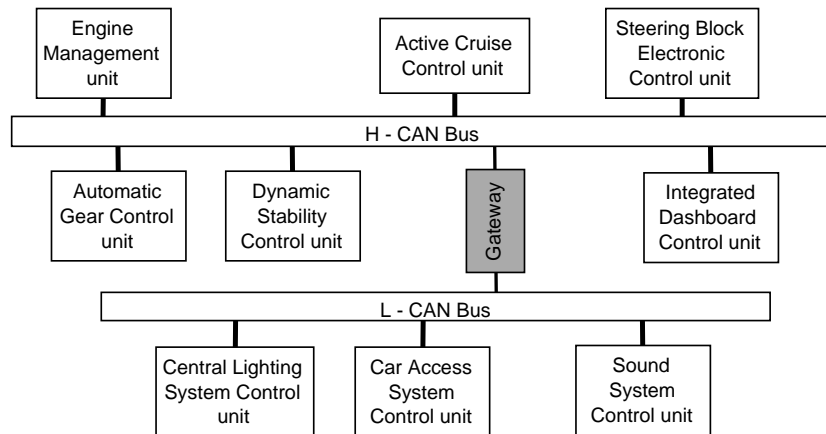 Engine
Management
unit
Active Cruise
Control unit
Steering Block
Electronic
Control unit
H - CAN Bus
Automatic
Gear Control
unit
Dynamic
Stability
Control unit
Gateway
Integrated
Dashboard
Control unit
L - CAN Bus
Central Lighting
System Control
unit
Car Access
System
Control unit
Sound
System
Control unit